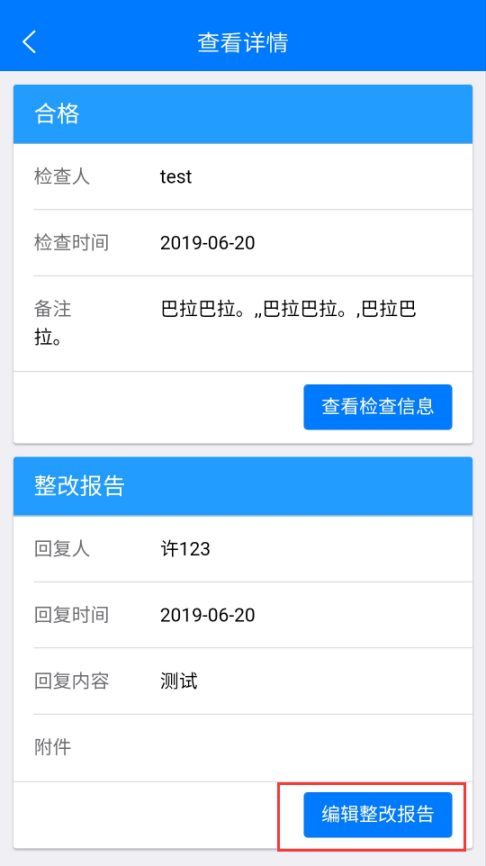 查看详情
合格
检查人 test
检查时间 2019-06-20
备注 巴拉巴拉。,,巴拉巴拉。,巴拉巴
拉。
查看检查信息
整改报告
回复人 许123
回复时间 2019-06-20
回复内容 测试
附件
编辑整改报告